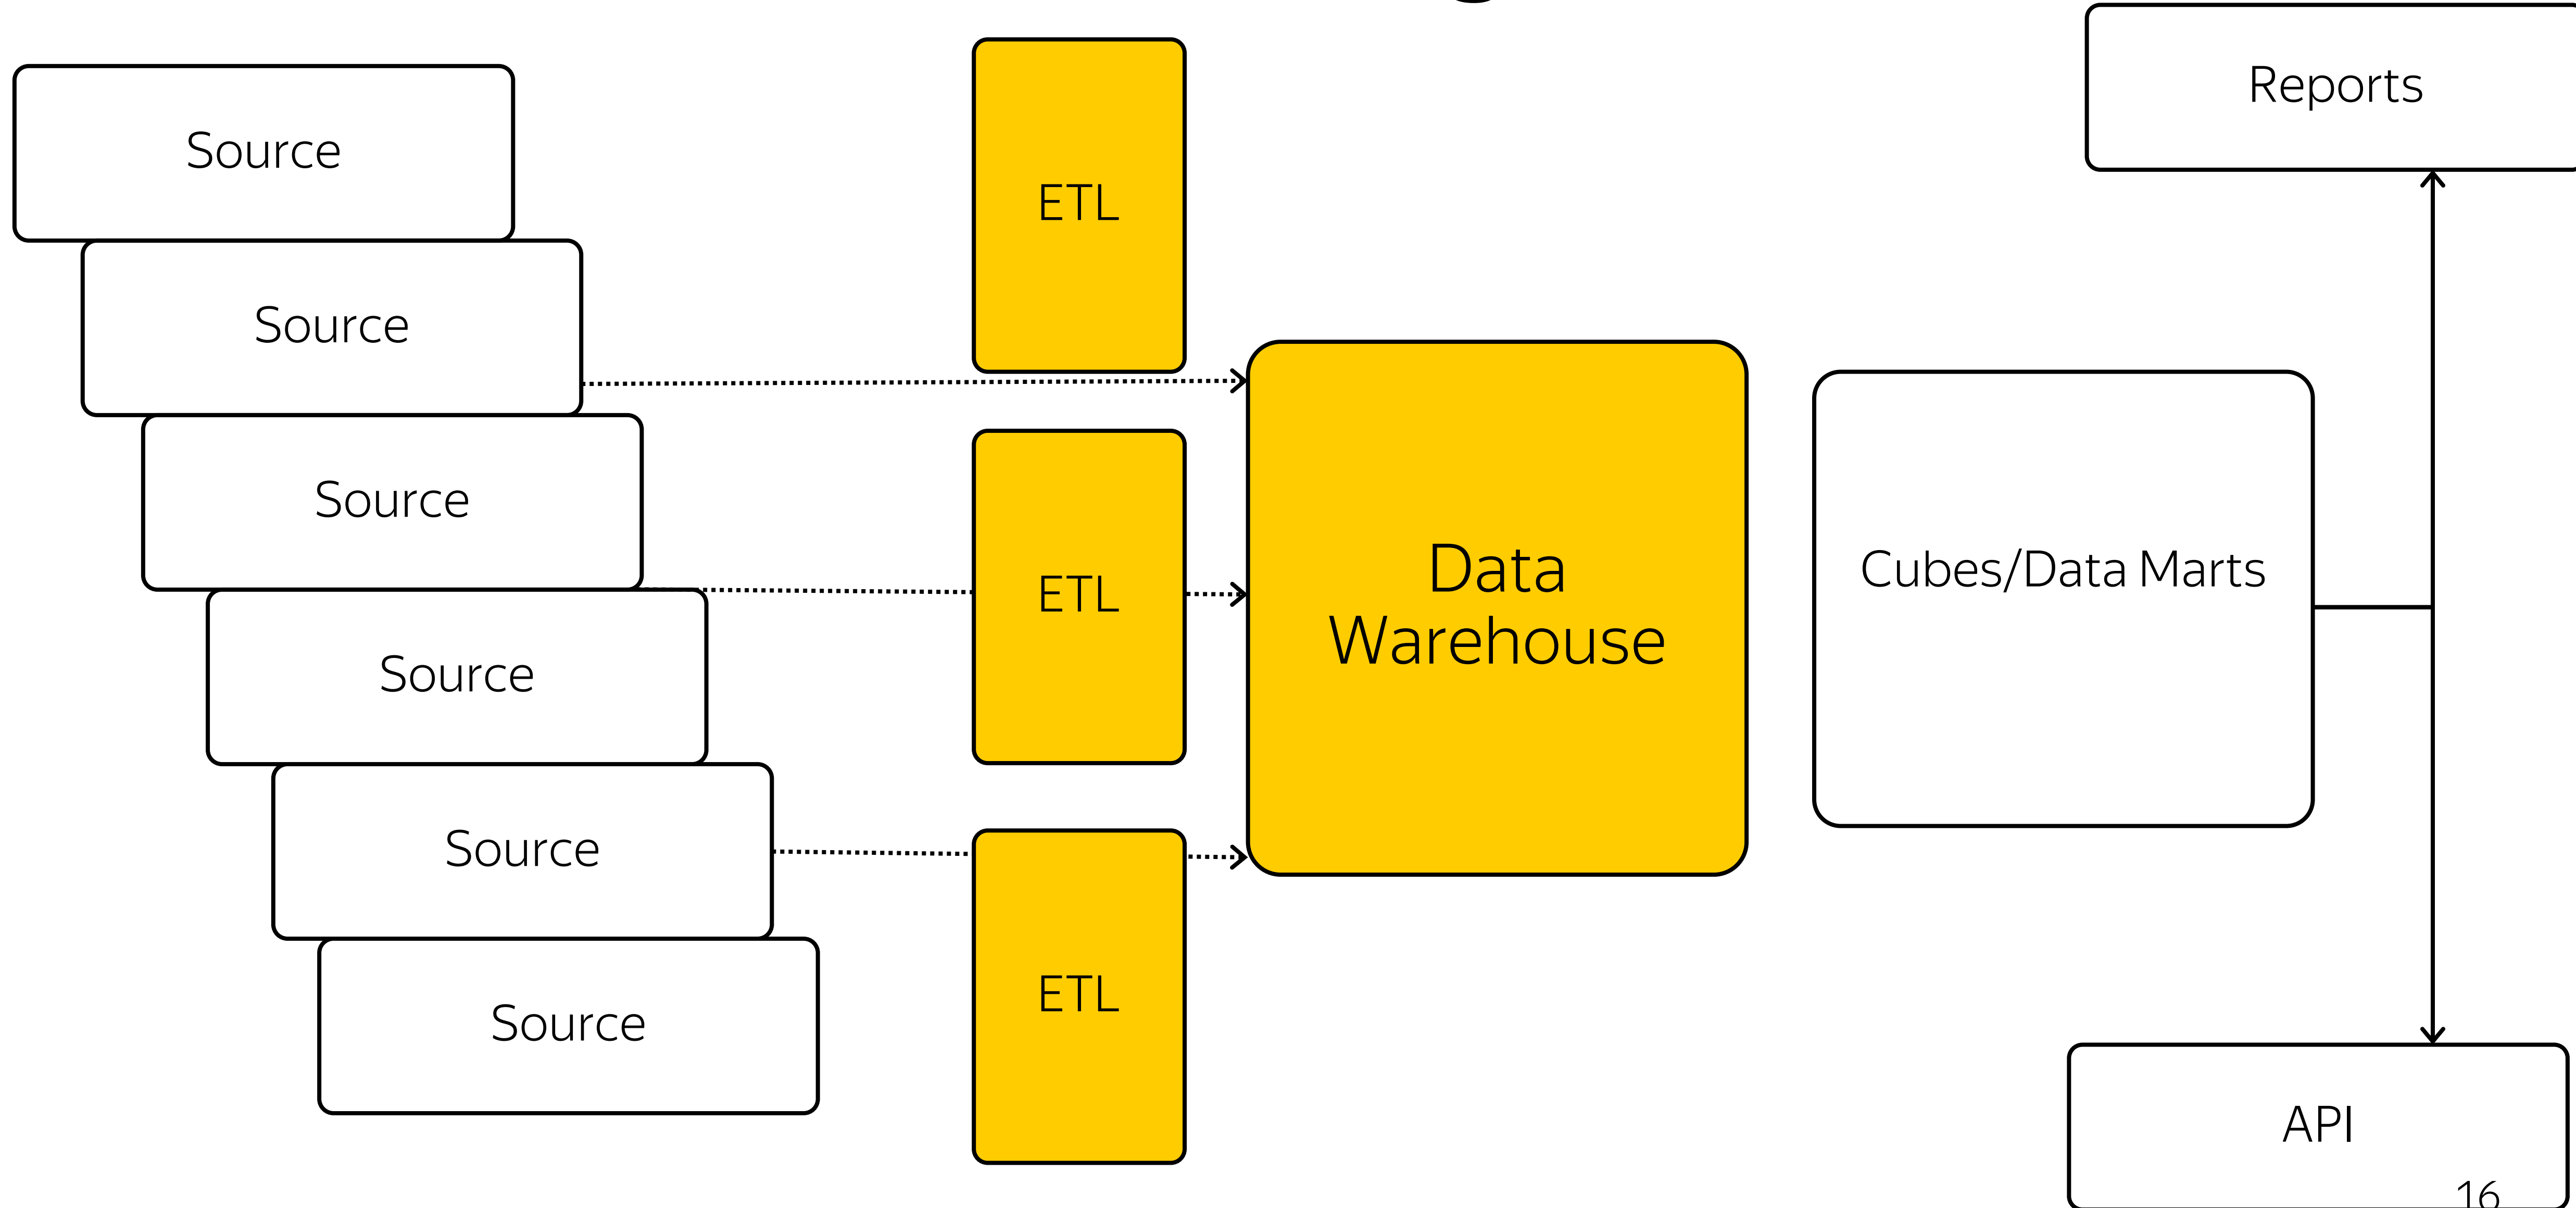 Source
Source
Source
Source
Source
Source
ETL
ETL
ETL
Data
Warehouse
Cubes/Data Marts
Reports
API
16